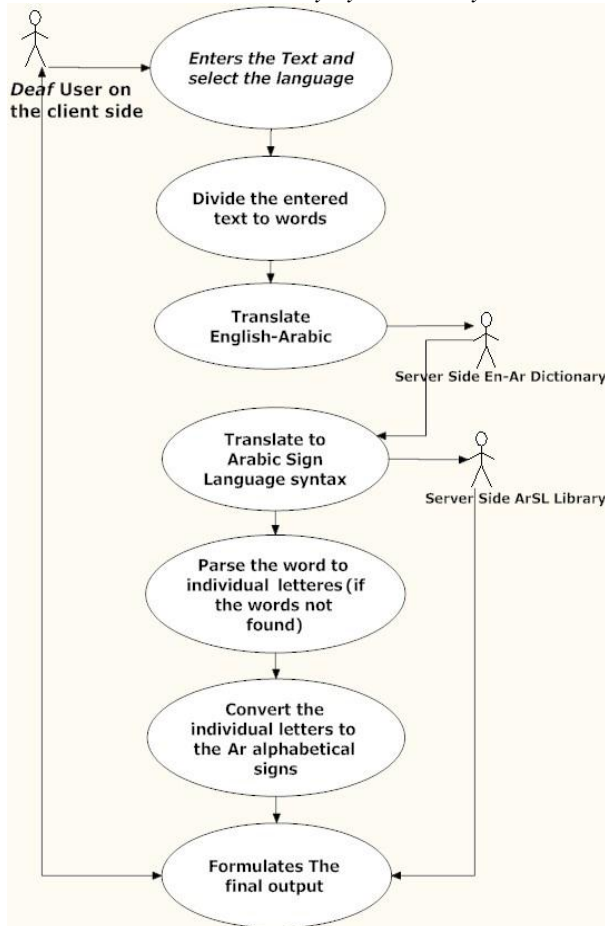 Enters the Text and
select the language
Deaf User on
the client side
Divide the entered
text to words
Translate
English-Arabic
Server Side En-Ar Dictionary
Translate to
Arabic Sign
Language syntax
Server Side ArSL Library
Parse the word to
individual letteres (if
the words not
found)
Convert the
individual letters to
the Ar alphabetical
signs
Formulates The
final output